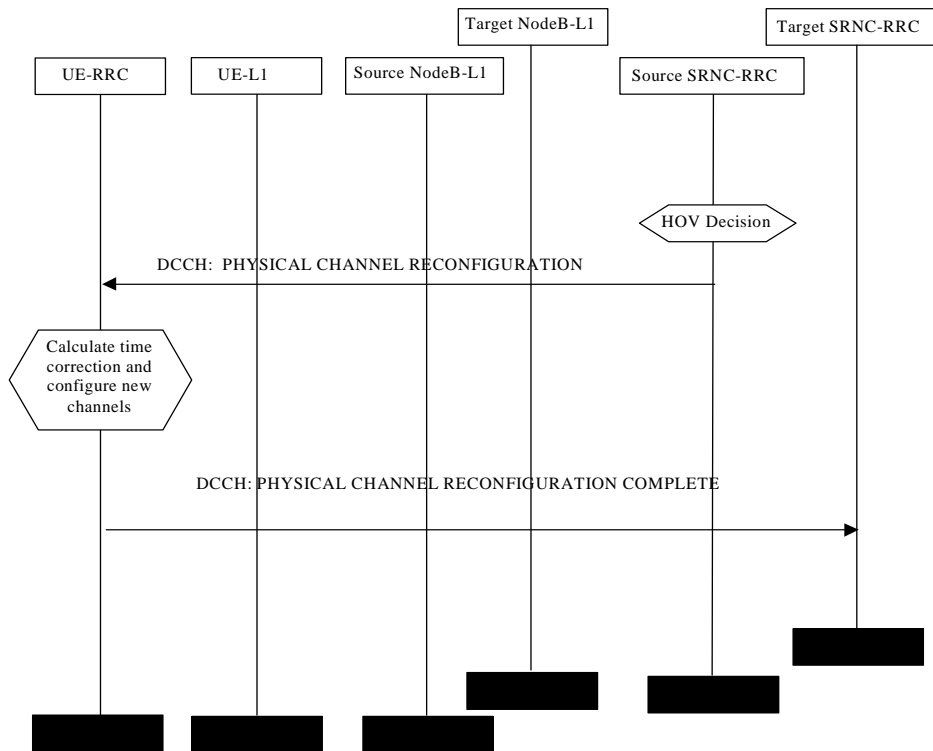 Target NodeB-L1
Target SRNC-RRC
UE-RRC
UE-L1
Source NodeB-L1
Source SRNC-RRC
HOV Decision
DCCH: PHYSICAL CHANNEL RECONFIGURATION
Calculate time
correction and
configure new
channels
DCCH: PHYSICAL CHANNEL RECONFIGURATION COMPLETE